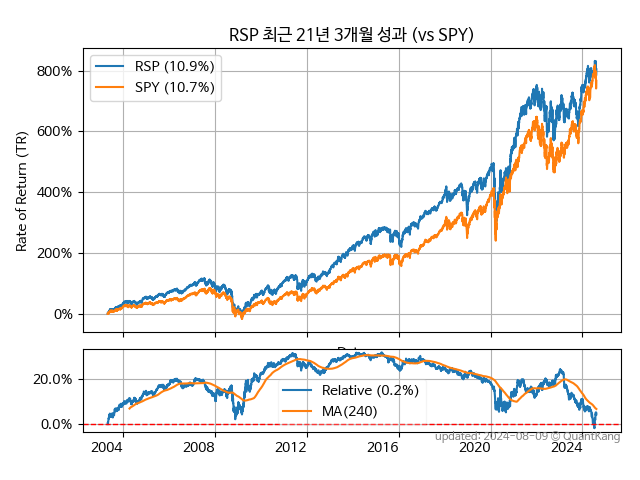 RSP 최근 21년 3개월 성과 (vs SPY)
RSP (10.9%)
SPY (10.7%)
Rate of Return (TR)
800%
600%
400%
200%
0%
20.0%
0.0%
Relative (0.2%)
MA(240)
2004 2008 2012 2016 2020 2024
updated: 2024-08-09 © QuantKang